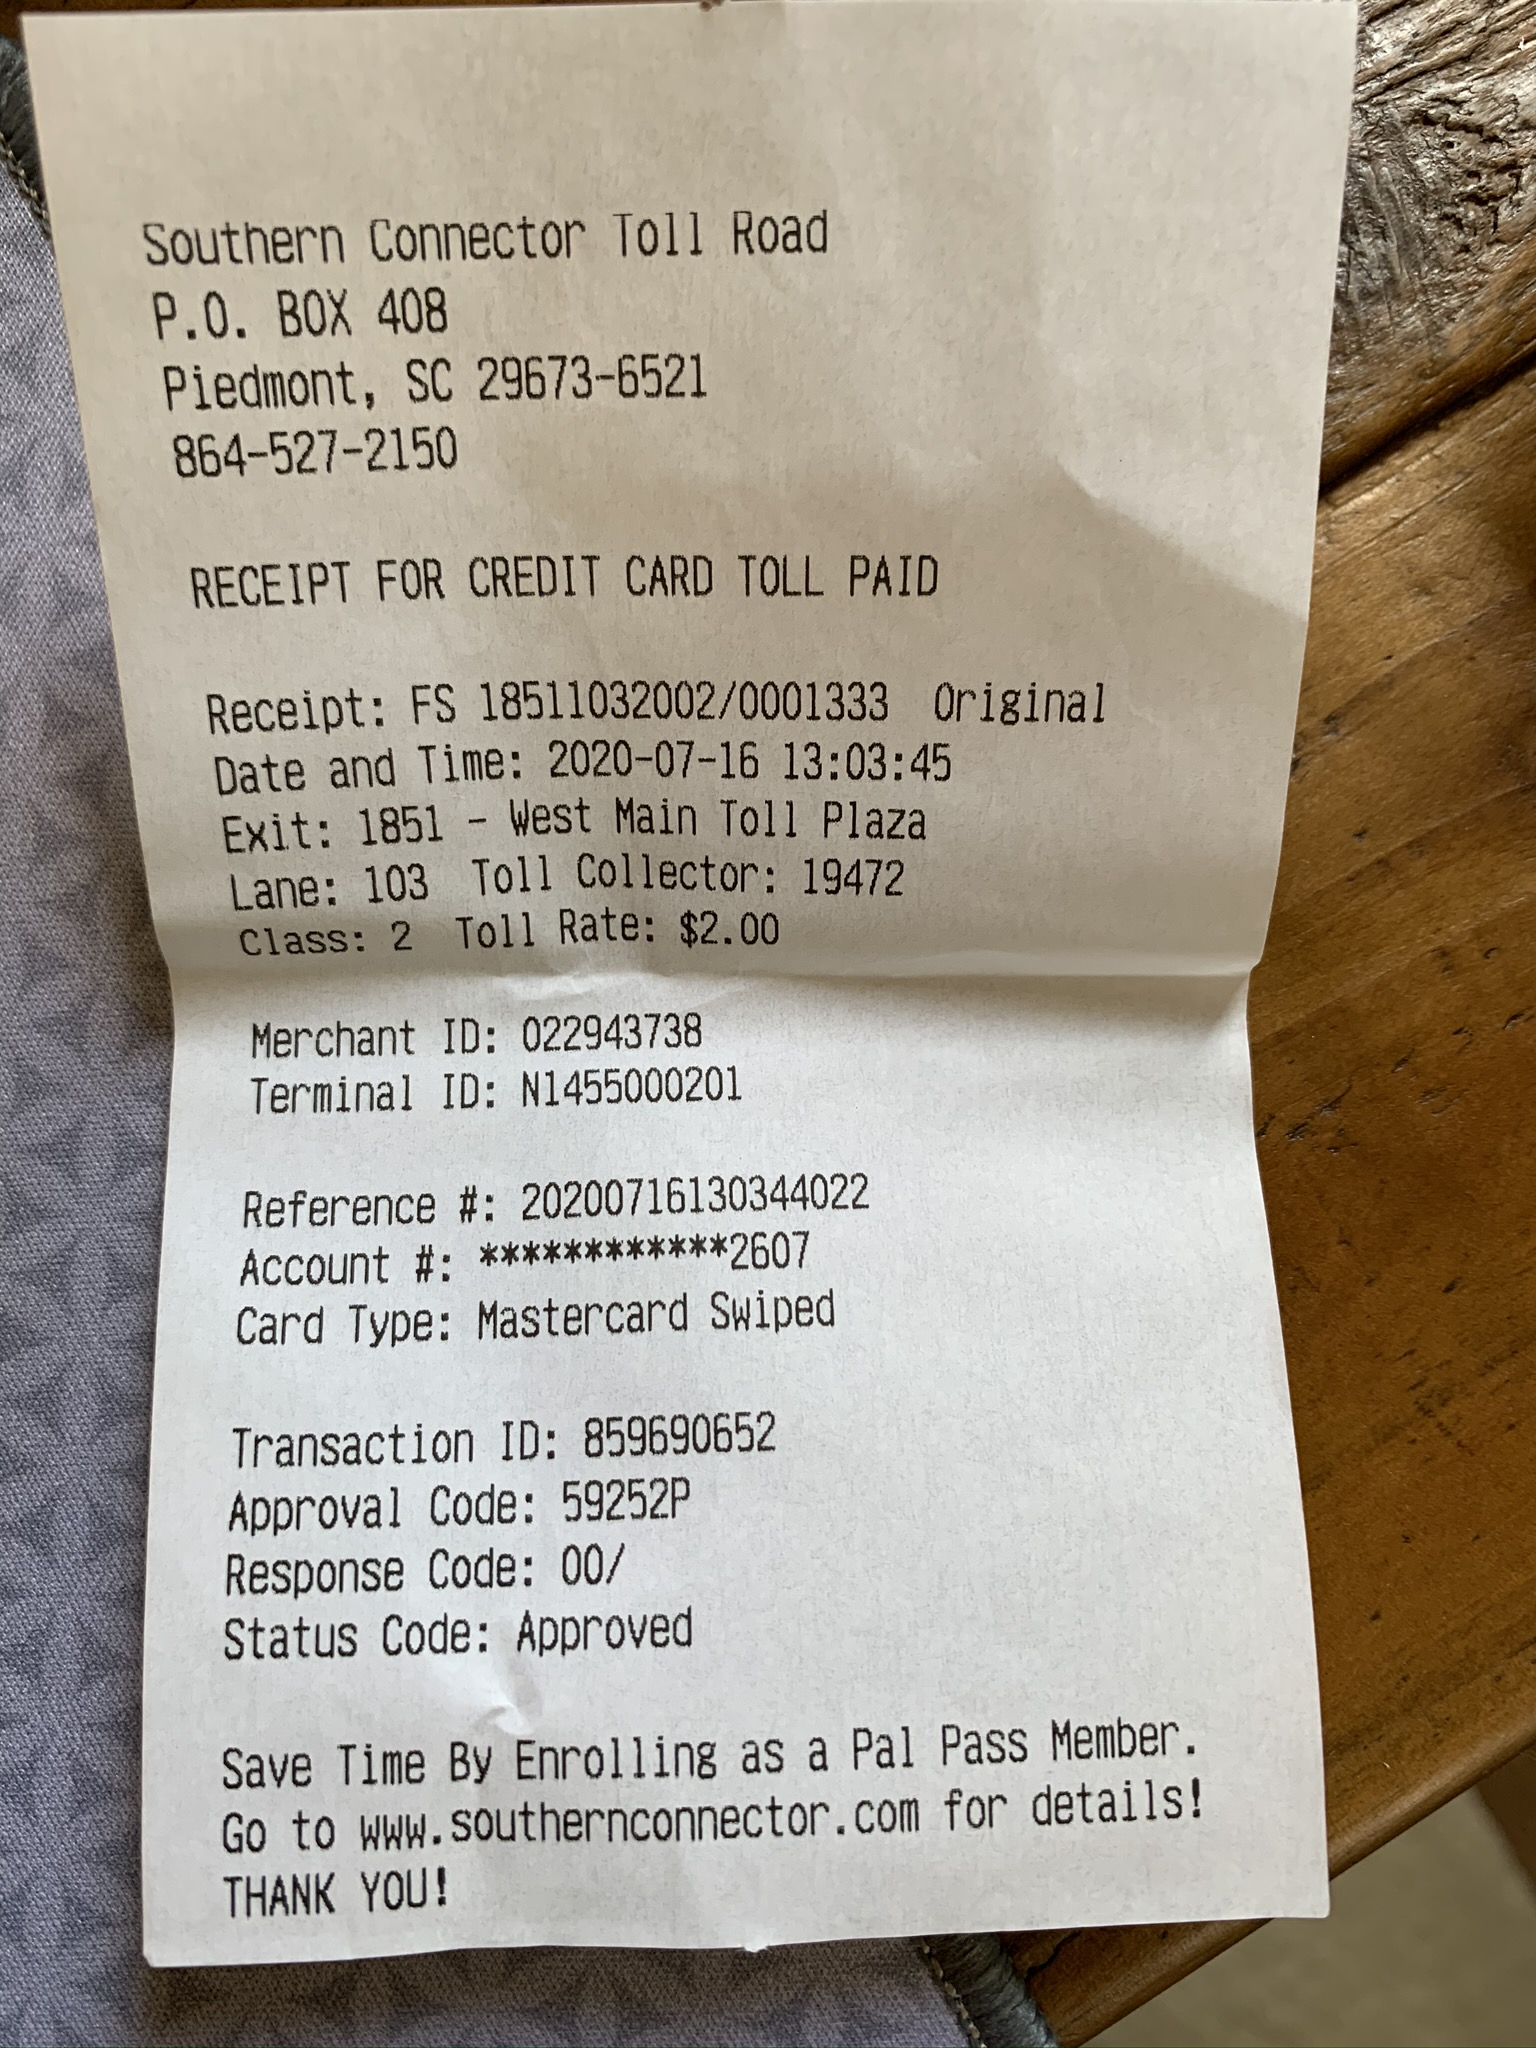 Southern Connector Toll Road
P.O. BOX 408
Piedmont, SC 29673-6521
864-527-2150
RECEIPT FOR CREDIT CARD TOLL PAID
Receipt: FS 18511032002/0001333 Original
Date and Time: 2020-07-16 13:03:45
Exit: 1851 - West Main Toll Plaza
Lane: 103 Toll Collector: 19472
Class: 2 Toll Rate: $2.00
Merchant ID: 022943738
Terminal ID: N1455000201
Reference #: 20200716130344022
Account #: ************2607
Card Type: Mastercard Swiped
Transaction ID: 859690652
Approval Code: 59252P
Response Code: 00/
Status Code: Approved
Save Time By Enrolling as a Pal Pass Member.
Go to www.southernconnector.com for details!
THANK YOU!